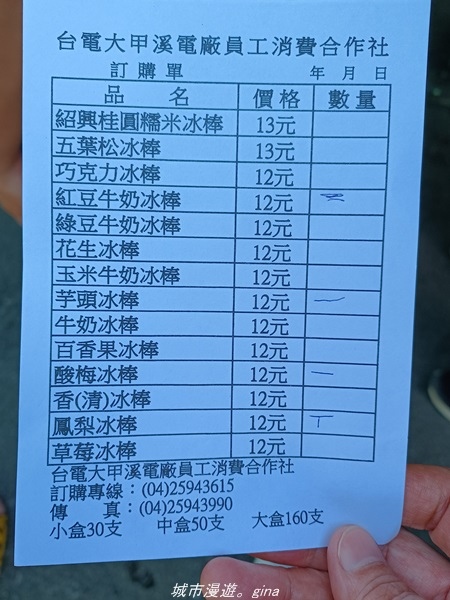 台電大甲溪電廠員工消費合作社
訂購單 年 月 日
品 名 價格 數量
紹興桂圓糯米冰棒 13元
五葉松冰棒 13元
巧克力冰棒 12元
紅豆牛奶冰棒 12元
綠豆牛奶冰棒 12元
花生冰棒 12元
玉米牛奶冰棒 12元
芋頭冰棒 12元 一
牛奶冰棒 12元
百香果冰棒 12元
酸梅冰棒 12元 一
香(清)冰棒 12元
鳳梨冰棒 12元 丅
草莓冰棒 12元
台電大甲溪電廠員工消費合作社
訂購專線：(04)25943615
傳 真：(04)25943990
小盒30支 中盒50支 大盒160支
城市漫遊。gina